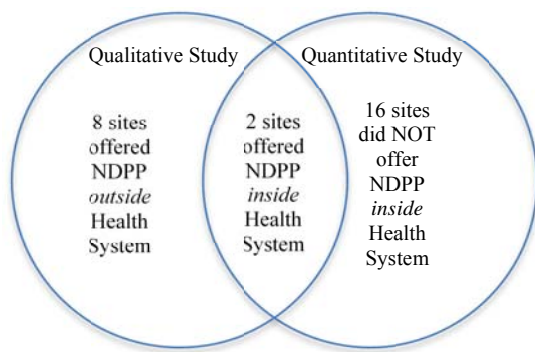 Qualitative Study
Quantitative Study
8 sites
offered
NDPP
outside
Health
System
2 sites
offered
NDPP
inside
Health
System
16 sites
did NOT
offer
NDPP
inside
Health
System